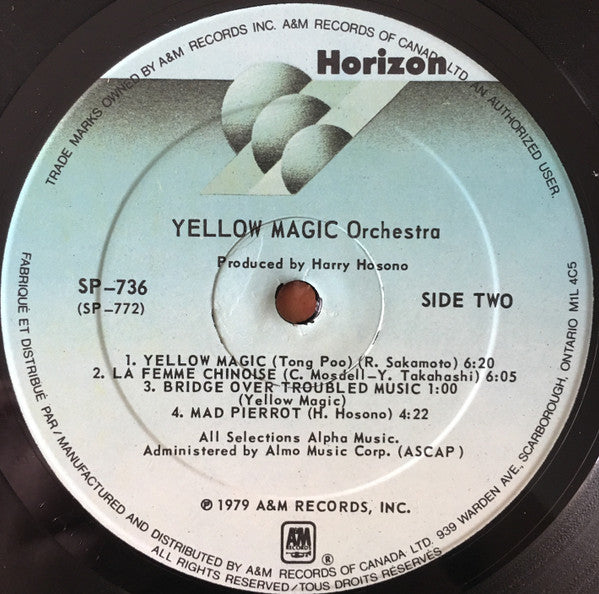 TRADE MARKS OWNED BY A&M RECORDS INC. A&M RECORDS OF CANADA LTD. AN AUTHORIZED USER.
Horizon
YELLOW MAGIC Orchestra
Produced by Harry Hosono
SP–736
(SP–772)
SIDE TWO
1. YELLOW MAGIC (Tong Poo) (R. Sakamoto) 6:20
2. LA FEMME CHINOISE (C. Mosdell–Y. Takahashi) 6:05
3. BRIDGE OVER TROUBLED MUSIC 1:00
(Yellow Magic)
4. MAD PIERROT (H. Hosono) 4:22
All Selections Alpha Music.
Administered by Almo Music Corp. (ASCAP)
℗ 1979 A&M RECORDS, INC.
A&M
RECORDS
®
FABRIQUÉ ET DISTRIBUÉ PAR / MANUFACTURED AND DISTRIBUTED BY A&M RECORDS OF CANADA LTD. 939 WARDEN AVE, SCARBOROUGH, ONTARIO M1L 4C5
ALL RIGHTS RESERVED/TOUS DROITS RESERVÉS